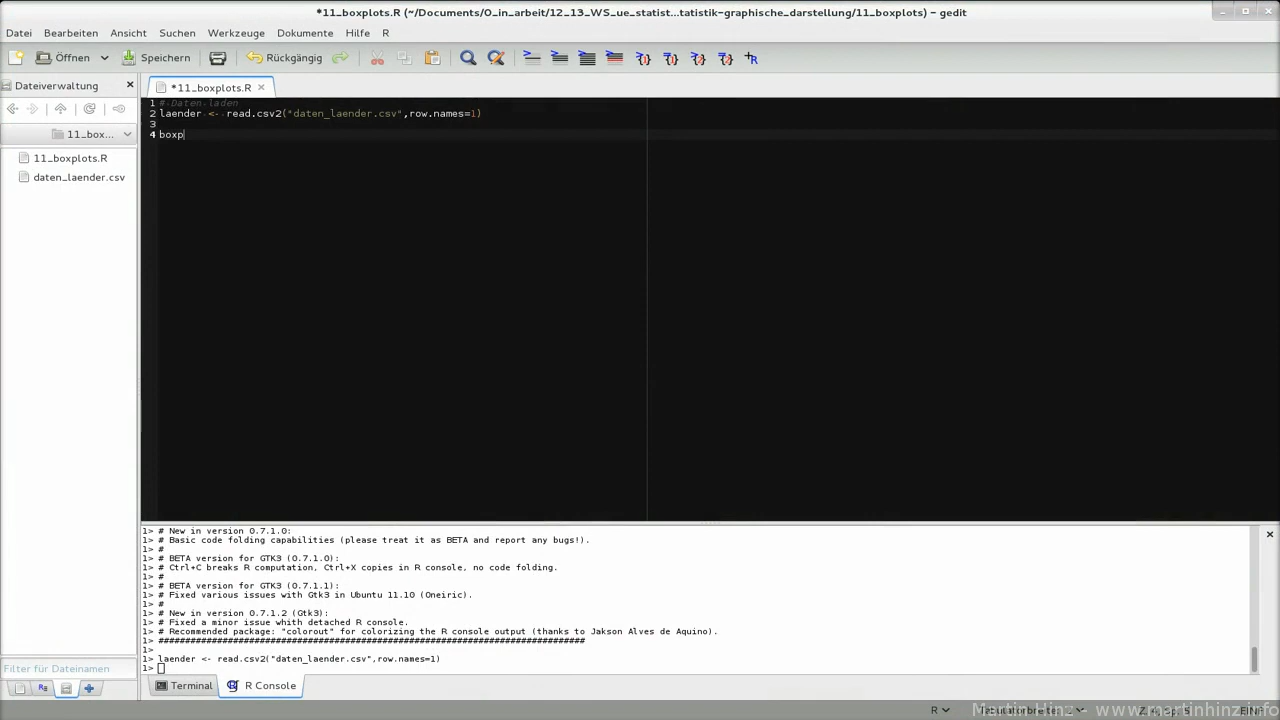 *11_boxplots.R (~/Documents/O_in_arbeit/12_13_WS_ue_statist...tatistik-graphische_darstellung/11_boxplots) - gedit
Datei Bearbeiten Ansicht Suchen Werkzeuge Dokumente Hilfe R
Öffnen Speichern Rückgängig
Dateiverwaltung
*11_boxplots.R
11_box...
11_boxplots.R
daten_laender.csv
1 # Daten laden
2 laender <- read.csv2("daten_laender.csv",row.names=1)
3
4 boxp
1> # New in version 0.7.1.0:
1> # Basic code folding capabilities (please treat it as BETA and report any bugs!).
1> #
1> # BETA version for GTK3 (0.7.1.0):
1> # Ctrl+C breaks R computation, Ctrl+X copies in R console, no code folding.
1> #
1> # BETA version for GTK3 (0.7.1.1):
1> # Fixed various issues with Gtk3 in Ubuntu 11.10 (Oneiric).
1> #
1> # New in version 0.7.1.2 (Gtk3):
1> # Fixed a minor issue whith detached R console.
1> # Recommended package: "colorout" for colorizing the R console output (thanks to Jakson Alves de Aquino).
1> ################################################################################
1>
1> laender <- read.csv2("daten_laender.csv",row.names=1)
1>
Filter für Dateinamen
Terminal R Console
R
Martin Hinz - www.martinhinz.info